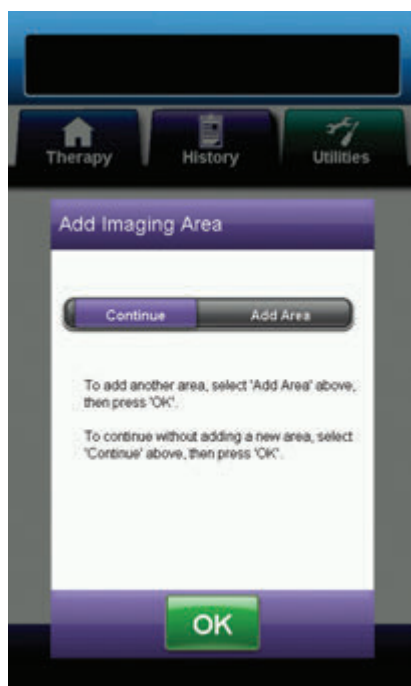 Therapy History Utilities
Add Imaging Area
Continue Add Area
To add another area, select 'Add Area' above,
then press 'OK'.
To continue without adding a new area, select
'Continue' above, then press 'OK'.
OK